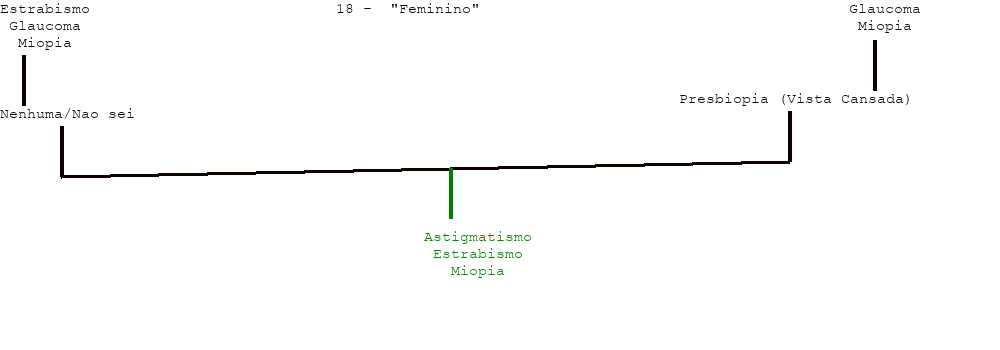 Estrabismo
Glaucoma
Miopia
18 -  "Feminino"
Glaucoma
Miopia
Nenhuma/Nao sei
Presbiopia (Vista Cansada)
Astigmatismo
Estrabismo
Miopia